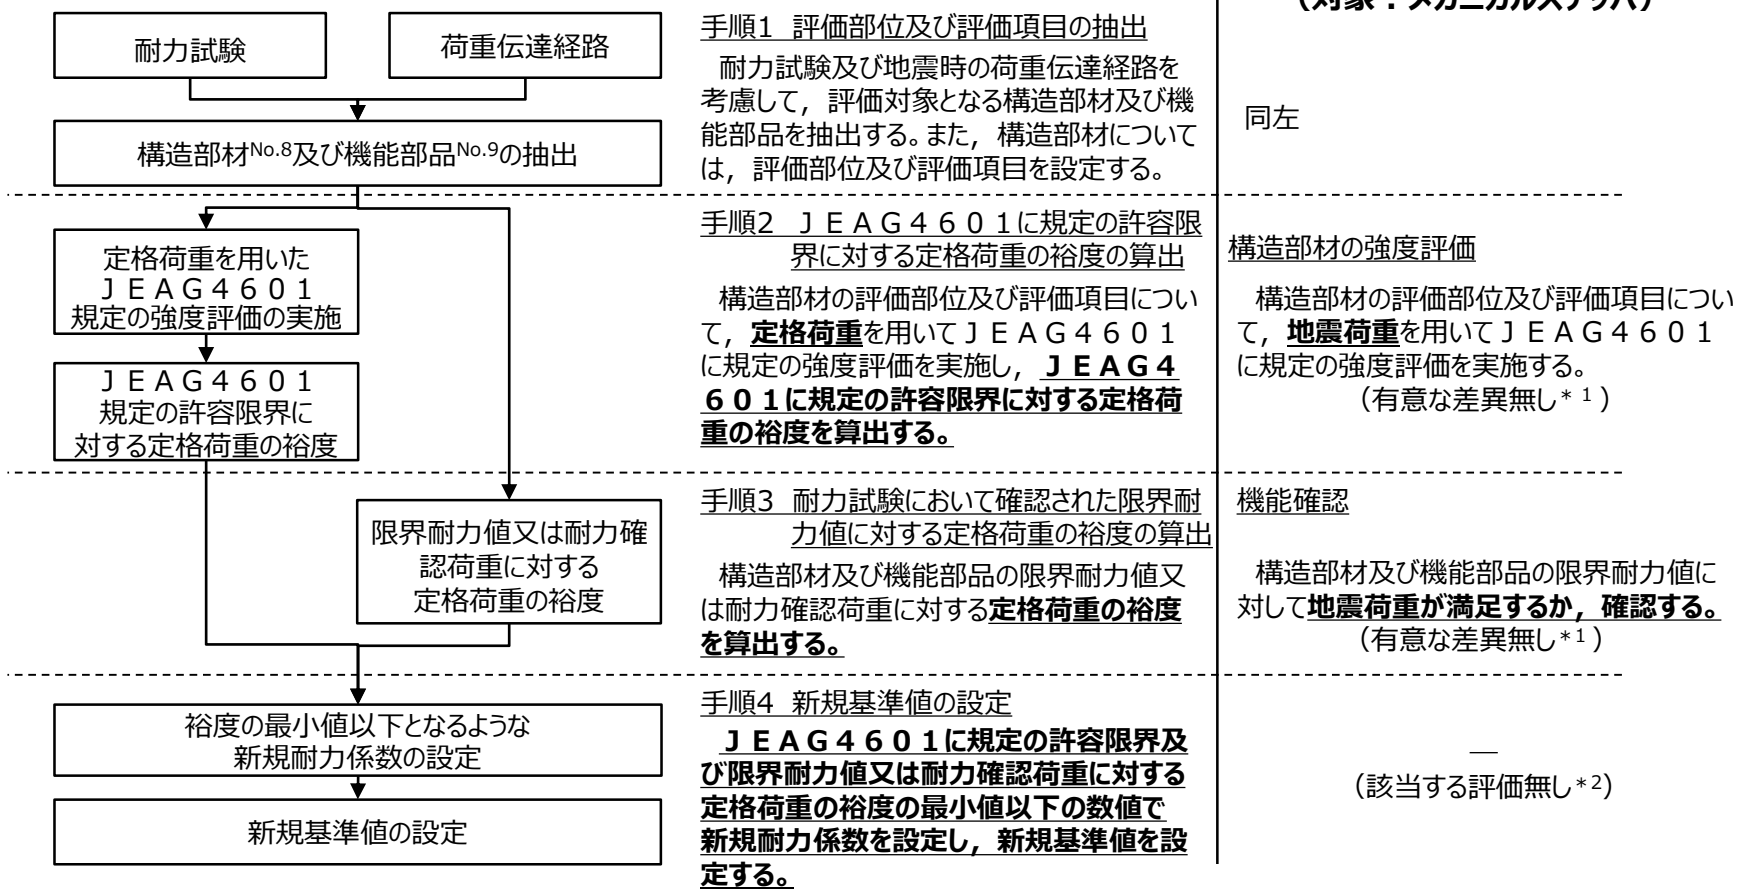 （対象：メカニカルスナッバ）
耐力試験
荷重伝達経路
構造部材No.8及び機能部品No.9の抽出
手順1　評価部位及び評価項目の抽出
耐力試験及び地震時の荷重伝達経路を
考慮して，評価対象となる構造部材及び機
能部品を抽出する。また，構造部材について
は，評価部位及び評価項目を設定する。
同左
定格荷重を用いた
ＪＥＡＧ４６０１
規定の強度評価の実施
ＪＥＡＧ４６０１
規定の許容限界に
対する定格荷重の裕度
手順2　ＪＥＡＧ４６０１に規定の許容限
界に対する定格荷重の裕度の算出
構造部材の評価部位及び評価項目につい
て，定格荷重を用いてＪＥＡＧ４６０１
に規定の強度評価を実施し，ＪＥＡＧ４
６０１に規定の許容限界に対する定格荷
重の裕度を算出する。
構造部材の強度評価
構造部材の評価部位及び評価項目につい
て，地震荷重を用いてＪＥＡＧ４６０１
に規定の強度評価を実施する。
（有意な差異無し＊1）
限界耐力値又は耐力確
認荷重に対する
定格荷重の裕度
手順3　耐力試験において確認された限界耐
力値に対する定格荷重の裕度の算出
構造部材及び機能部品の限界耐力値又
は耐力確認荷重に対する定格荷重の裕度
を算出する。
機能確認
構造部材及び機能部品の限界耐力値に
対して地震荷重が満足するか，確認する。
（有意な差異無し＊1）
裕度の最小値以下となるような
新規耐力係数の設定
新規基準値の設定
手順4　新規基準値の設定
ＪＥＡＧ４６０１に規定の許容限界及
び限界耐力値又は耐力確認荷重に対する
定格荷重の裕度の最小値以下の数値で
新規耐力係数を設定し，新規基準値を設
定する。
―
（該当する評価無し＊2）